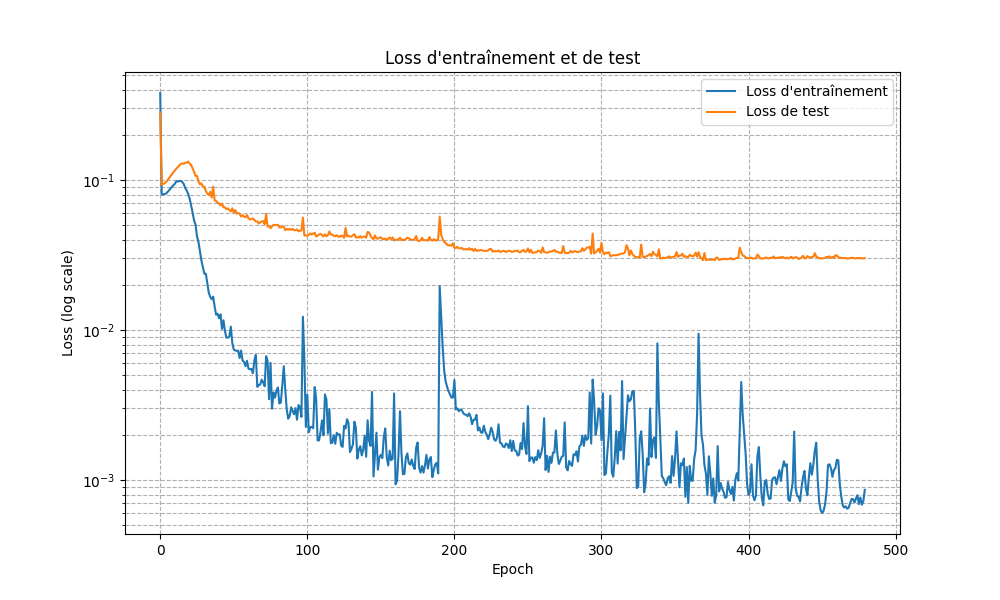 Loss d'entraînement et de test
Loss d'entraînement
Loss de test
Loss (log scale)
10⁻¹
10⁻²
10⁻³
0 100 200 300 400 500
Epoch